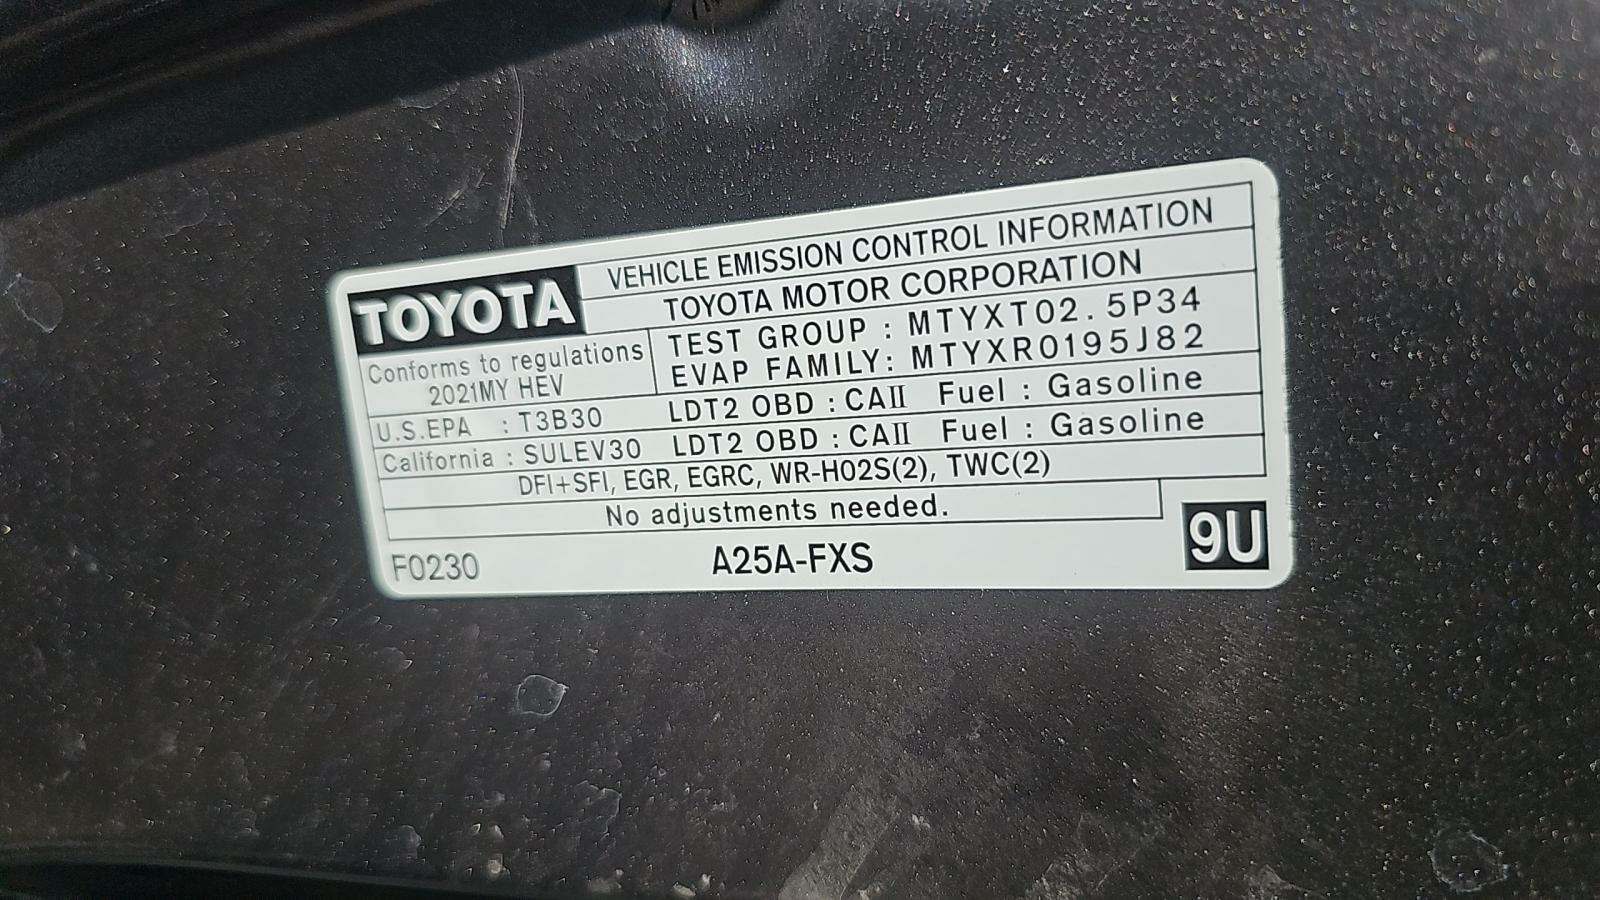 TOYOTA
VEHICLE EMISSION CONTROL INFORMATION
TOYOTA MOTOR CORPORATION
Conforms to regulations
2021MY HEV
TEST GROUP : MTYXT02.5P34
EVAP FAMILY: MTYXR0195J82
U.S.EPA : T3B30 LDT2 OBD : CAII Fuel : Gasoline
California : SULEV30 LDT2 OBD : CAII Fuel : Gasoline
DFI+SFI, EGR, EGRC, WR-HO2S(2), TWC(2)
No adjustments needed.
F0230 A25A-FXS 9U